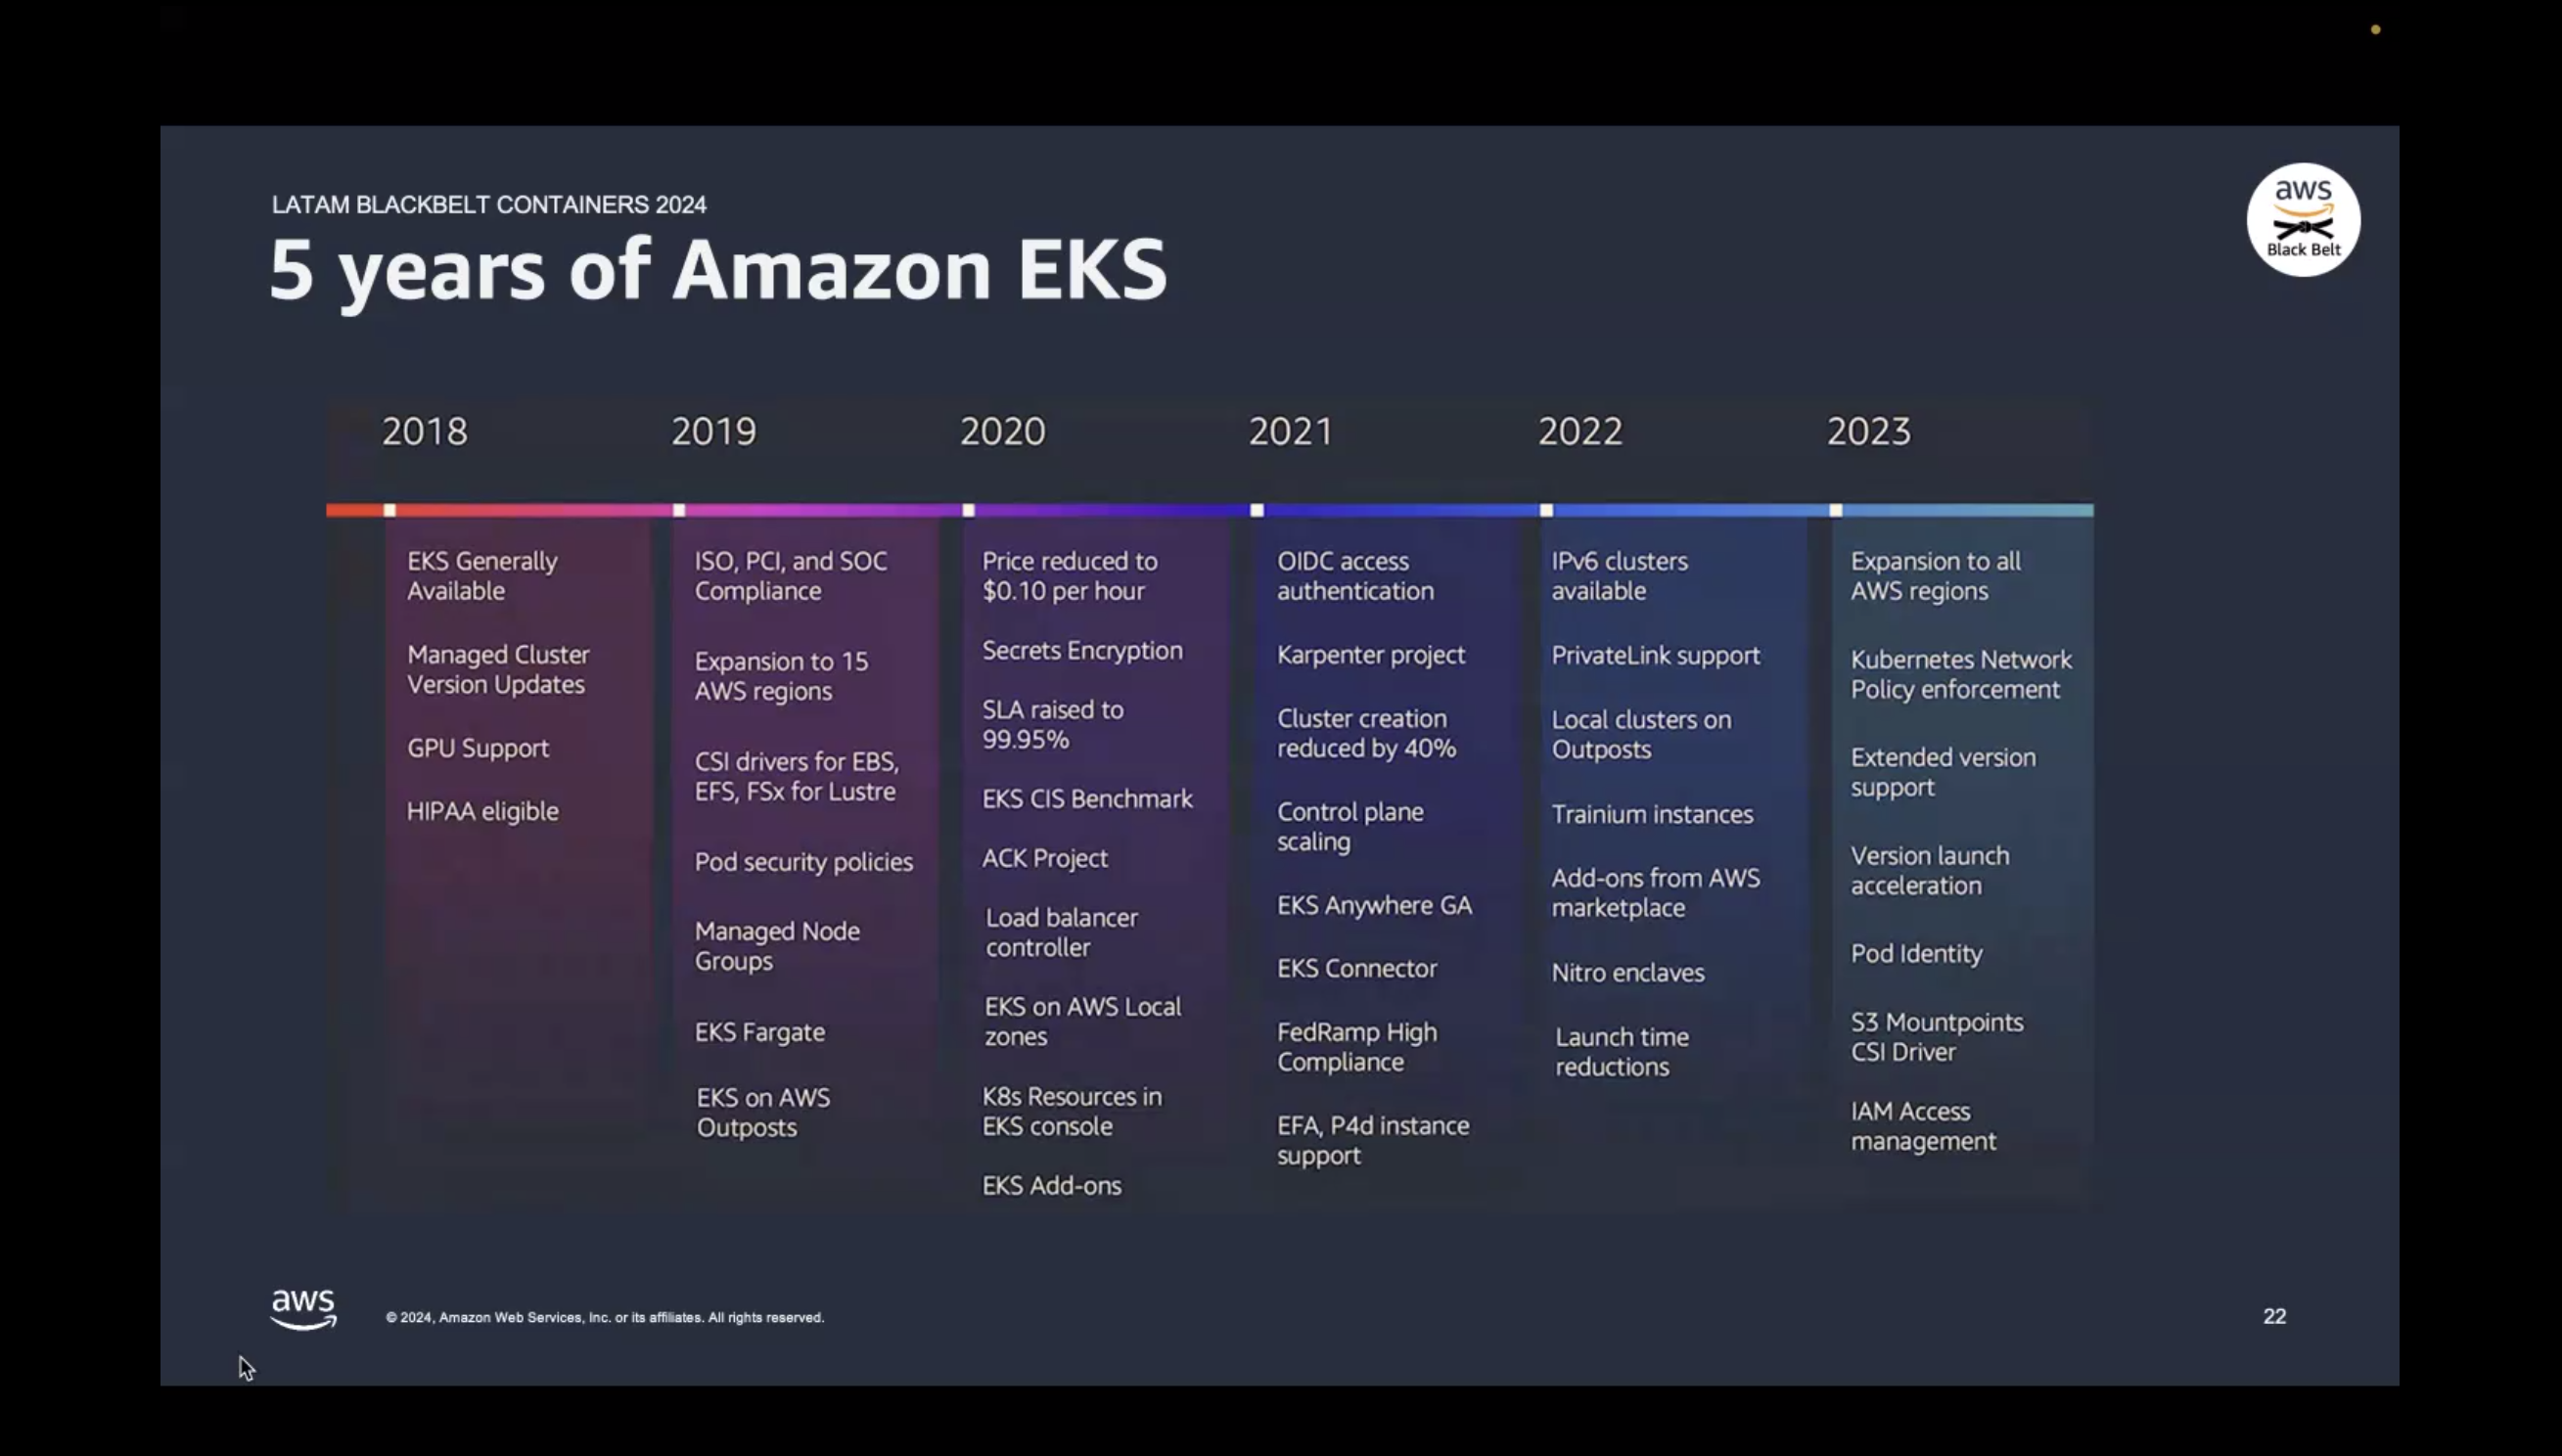 LATAM BLACKBELT CONTAINERS 2024
5 years of Amazon EKS
aws
Black Belt
2018
2019
2020
2021
2022
2023
EKS Generally
Available
Managed Cluster
Version Updates
GPU Support
HIPAA eligible
ISO, PCI, and SOC
Compliance
Expansion to 15
AWS regions
CSI drivers for EBS,
EFS, FSx for Lustre
Pod security policies
Managed Node
Groups
EKS Fargate
EKS on AWS
Outposts
Price reduced to
$0.10 per hour
Secrets Encryption
SLA raised to
99.95%
EKS CIS Benchmark
ACK Project
Load balancer
controller
EKS on AWS Local
zones
K8s Resources in
EKS console
EKS Add-ons
OIDC access
authentication
Karpenter project
Cluster creation
reduced by 40%
Control plane
scaling
EKS Anywhere GA
EKS Connector
FedRamp High
Compliance
EFA, P4d instance
support
IPv6 clusters
available
PrivateLink support
Local clusters on
Outposts
Trainium instances
Add-ons from AWS
marketplace
Nitro enclaves
Launch time
reductions
Expansion to all
AWS regions
Kubernetes Network
Policy enforcement
Extended version
support
Version launch
acceleration
Pod Identity
S3 Mountpoints
CSI Driver
IAM Access
management
aws
© 2024, Amazon Web Services, Inc. or its affiliates. All rights reserved.
22